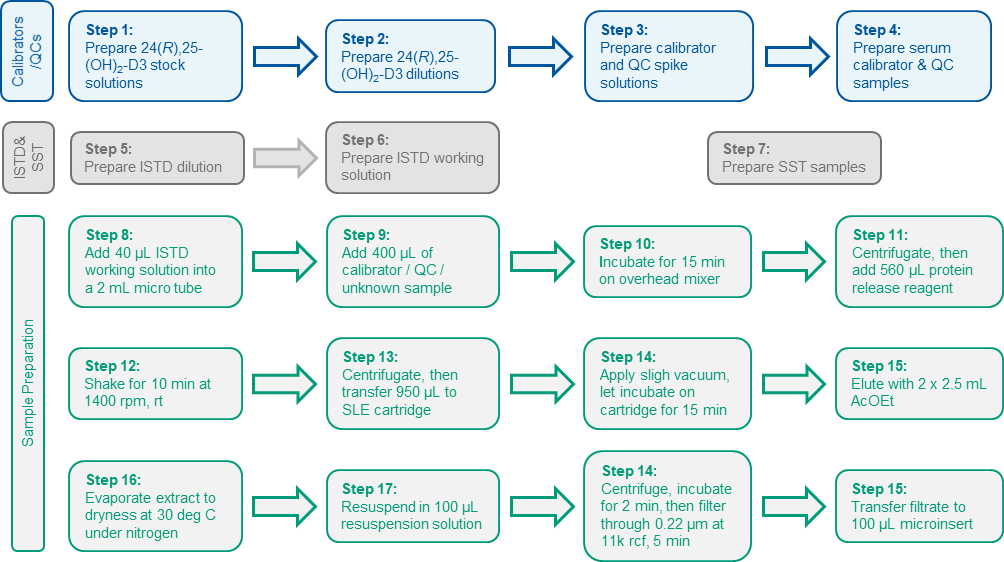 Calibrators
/QCs
Step 1:
Prepare 24(R),25-
(OH)2-D3 stock
solutions
Step 2:
Prepare 24(R),25-
(OH)2-D3 dilutions
Step 3:
Prepare calibrator
and QC spike
solutions
Step 4:
Prepare serum
calibrator & QC
samples
ISTD&
SST
Step 5:
Prepare ISTD dilution
Step 6:
Prepare ISTD working
solution
Step 7:
Prepare SST samples
Sample Preparation
Step 8:
Add 40 µL ISTD
working solution into
a 2 mL micro tube
Step 9:
Add 400 µL of
calibrator / QC /
unknown sample
Step 10:
Incubate for 15 min
on overhead mixer
Step 11:
Centrifugate, then
add 560 µL protein
release reagent
Step 12:
Shake for 10 min at
1400 rpm, rt
Step 13:
Centrifugate, then
transfer 950 µL to
SLE cartridge
Step 14:
Apply sligh vacuum,
let incubate on
cartridge for 15 min
Step 15:
Elute with 2 x 2.5 mL
AcOEt
Step 16:
Evaporate extract to
dryness at 30 deg C
under nitrogen
Step 17:
Resuspend in 100 µL
resuspension solution
Step 14:
Centrifuge, incubate
for 2 min, then filter
through 0.22 µm at
11k rcf, 5 min
Step 15:
Transfer filtrate to
100 µL microinsert